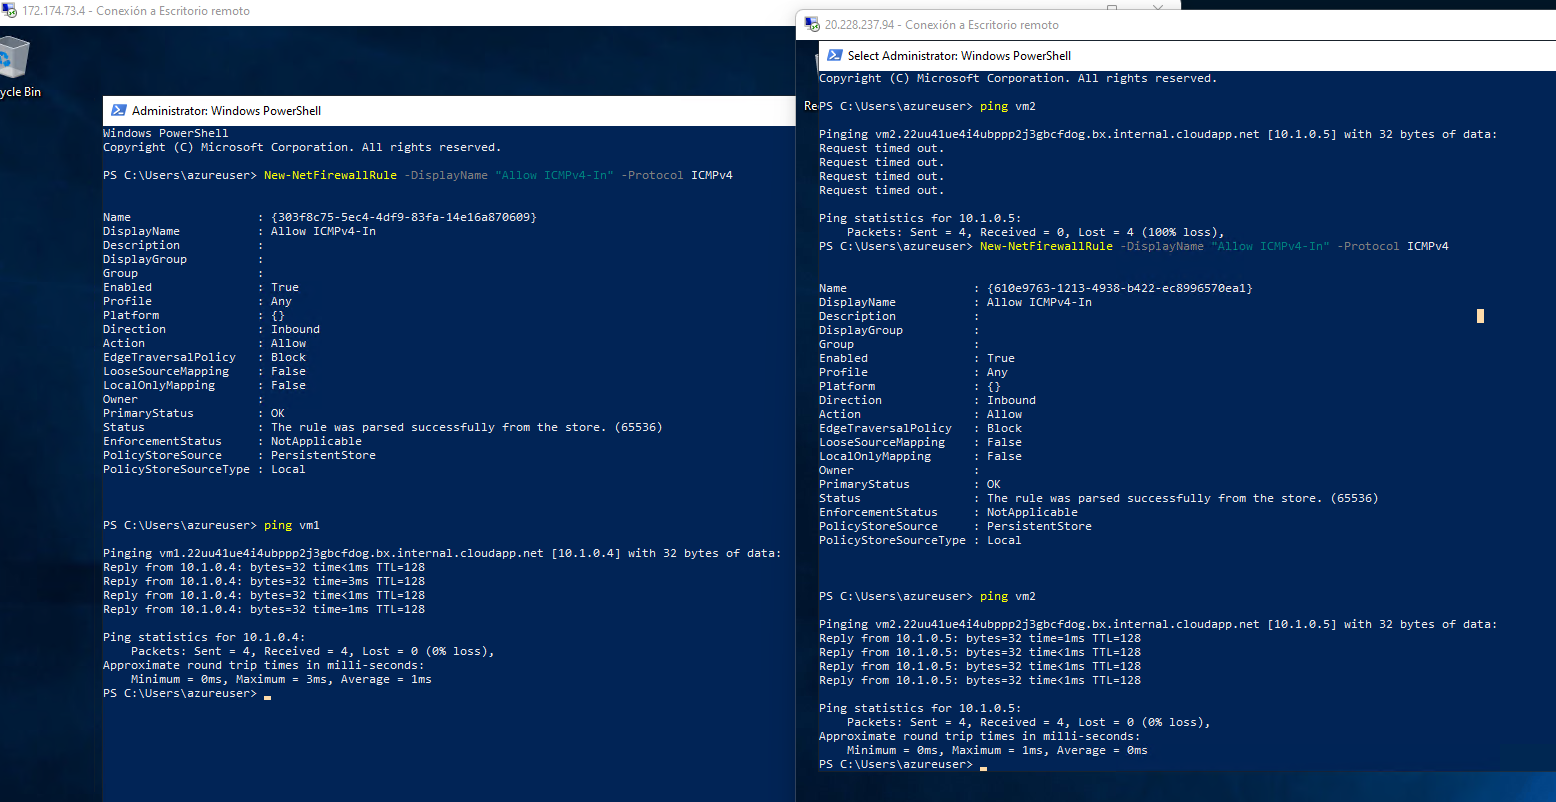 172.174.73.4 - Conexión a Escritorio remoto
ycle Bin
Administrator: Windows PowerShell
Windows PowerShell
Copyright (C) Microsoft Corporation. All rights reserved.
PS C:\Users\azureuser> New-NetFirewallRule -DisplayName "Allow ICMPv4-In" -Protocol ICMPv4
Name                  : {303f8c75-5ec4-4df9-83fa-14e16a870609}
DisplayName           : Allow ICMPv4-In
Description           :
DisplayGroup          :
Group                 :
Enabled               : True
Profile               : Any
Platform              : {}
Direction             : Inbound
Action                : Allow
EdgeTraversalPolicy   : Block
LooseSourceMapping    : False
LocalOnlyMapping      : False
Owner                 :
PrimaryStatus         : OK
Status                : The rule was parsed successfully from the store. (65536)
EnforcementStatus     : NotApplicable
PolicyStoreSource     : PersistentStore
PolicyStoreSourceType : Local
PS C:\Users\azureuser> ping vm1
Pinging vm1.22uu41ue4i4ubppp2j3gbcfdog.bx.internal.cloudapp.net [10.1.0.4] with 32 bytes of data:
Reply from 10.1.0.4: bytes=32 time<1ms TTL=128
Reply from 10.1.0.4: bytes=32 time=3ms TTL=128
Reply from 10.1.0.4: bytes=32 time<1ms TTL=128
Reply from 10.1.0.4: bytes=32 time=1ms TTL=128
Ping statistics for 10.1.0.4:
    Packets: Sent = 4, Received = 4, Lost = 0 (0% loss),
Approximate round trip times in milli-seconds:
    Minimum = 0ms, Maximum = 3ms, Average = 1ms
PS C:\Users\azureuser>
20.228.237.94 - Conexión a Escritorio remoto
Select Administrator: Windows PowerShell
Copyright (C) Microsoft Corporation. All rights reserved.
Re
PS C:\Users\azureuser> ping vm2
Pinging vm2.22uu41ue4i4ubppp2j3gbcfdog.bx.internal.cloudapp.net [10.1.0.5] with 32 bytes of data:
Request timed out.
Request timed out.
Request timed out.
Request timed out.
Ping statistics for 10.1.0.5:
    Packets: Sent = 4, Received = 0, Lost = 4 (100% loss),
PS C:\Users\azureuser> New-NetFirewallRule -DisplayName "Allow ICMPv4-In" -Protocol ICMPv4
Name                  : {610e9763-1213-4938-b422-ec8996570ea1}
DisplayName           : Allow ICMPv4-In
Description           :
DisplayGroup          :
Group                 :
Enabled               : True
Profile               : Any
Platform              : {}
Direction             : Inbound
Action                : Allow
EdgeTraversalPolicy   : Block
LooseSourceMapping    : False
LocalOnlyMapping      : False
Owner                 :
PrimaryStatus         : OK
Status                : The rule was parsed successfully from the store. (65536)
EnforcementStatus     : NotApplicable
PolicyStoreSource     : PersistentStore
PolicyStoreSourceType : Local
PS C:\Users\azureuser> ping vm2
Pinging vm2.22uu41ue4i4ubppp2j3gbcfdog.bx.internal.cloudapp.net [10.1.0.5] with 32 bytes of data:
Reply from 10.1.0.5: bytes=32 time=1ms TTL=128
Reply from 10.1.0.5: bytes=32 time<1ms TTL=128
Reply from 10.1.0.5: bytes=32 time<1ms TTL=128
Reply from 10.1.0.5: bytes=32 time<1ms TTL=128
Ping statistics for 10.1.0.5:
    Packets: Sent = 4, Received = 4, Lost = 0 (0% loss),
Approximate round trip times in milli-seconds:
    Minimum = 0ms, Maximum = 1ms, Average = 0ms
PS C:\Users\azureuser>